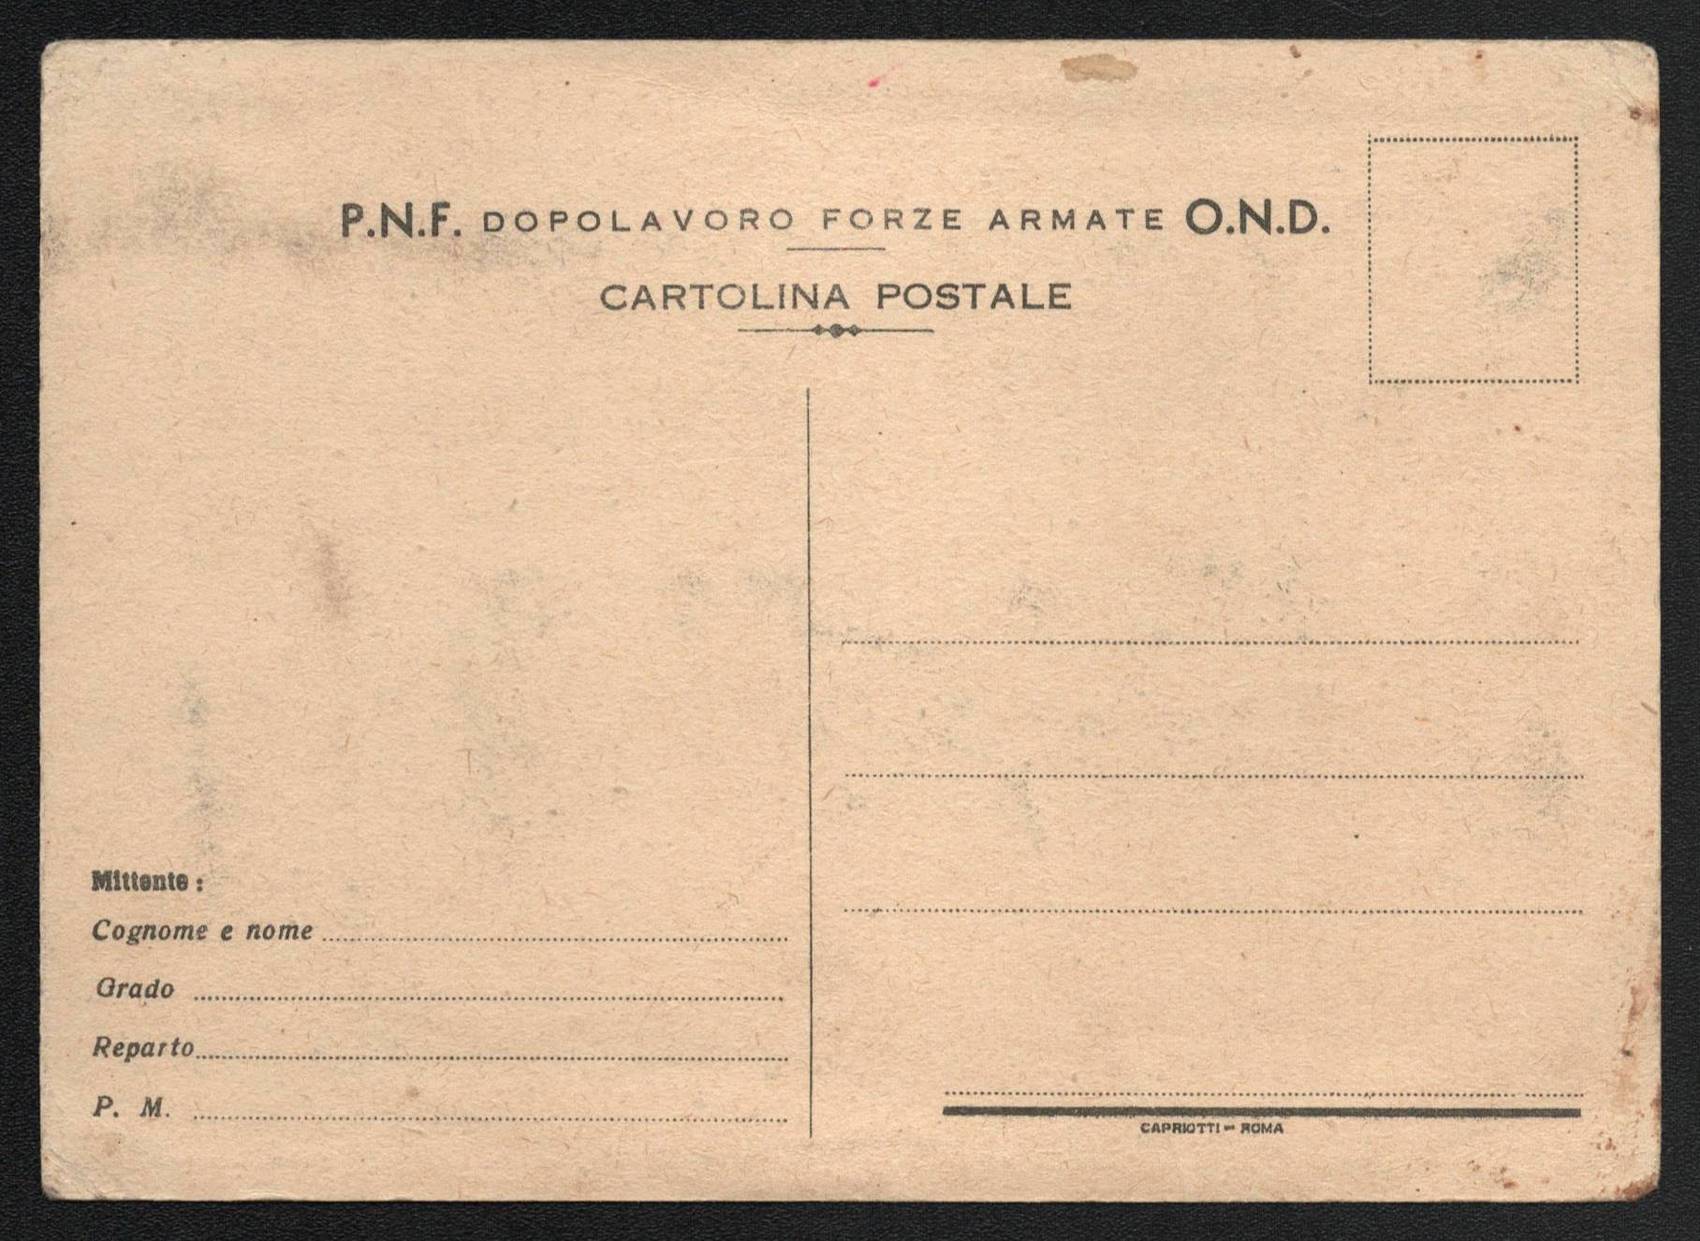 P.N.F. DOPOLAVORO FORZE ARMATE O.N.D.
CARTOLINA POSTALE
Mittente :
Cognome e nome
Grado
Reparto
P. M.
CAPRIOTTI - ROMA